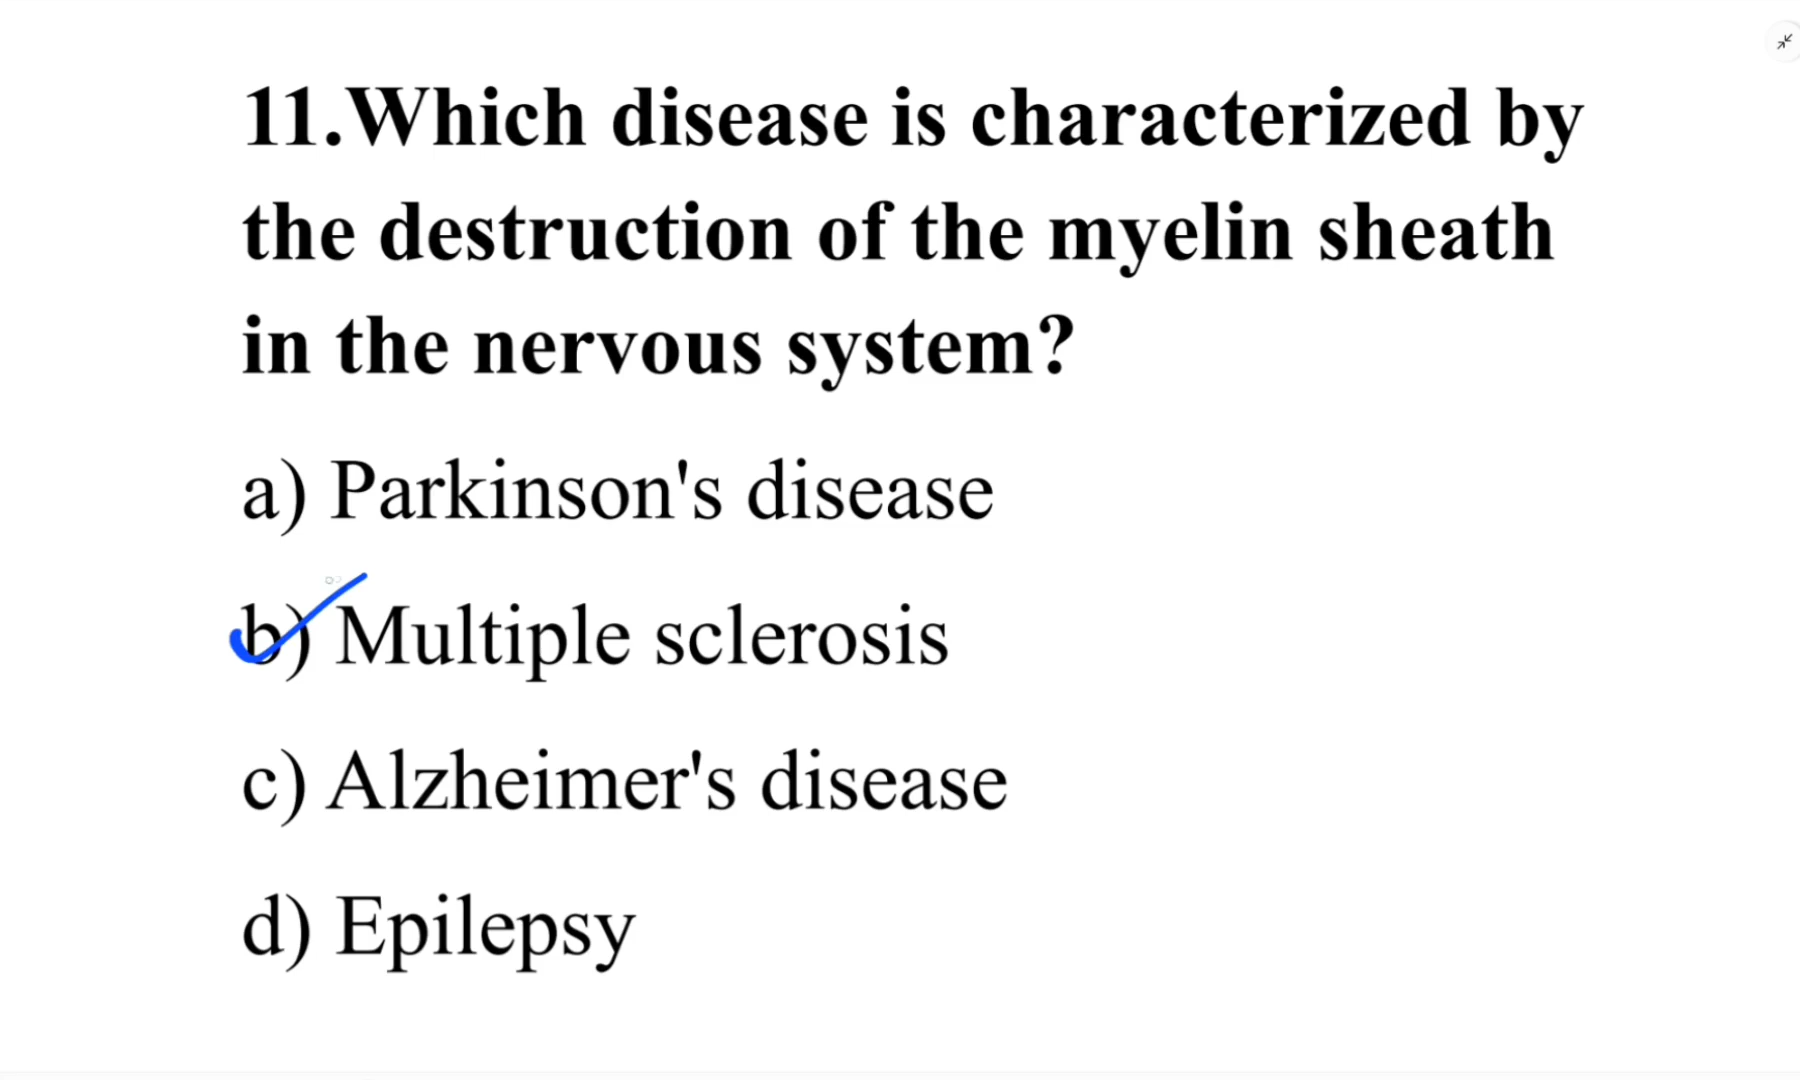 11.Which disease is characterized by
the destruction of the myelin sheath
in the nervous system?
a) Parkinson's disease
b) Multiple sclerosis
c) Alzheimer's disease
d) Epilepsy